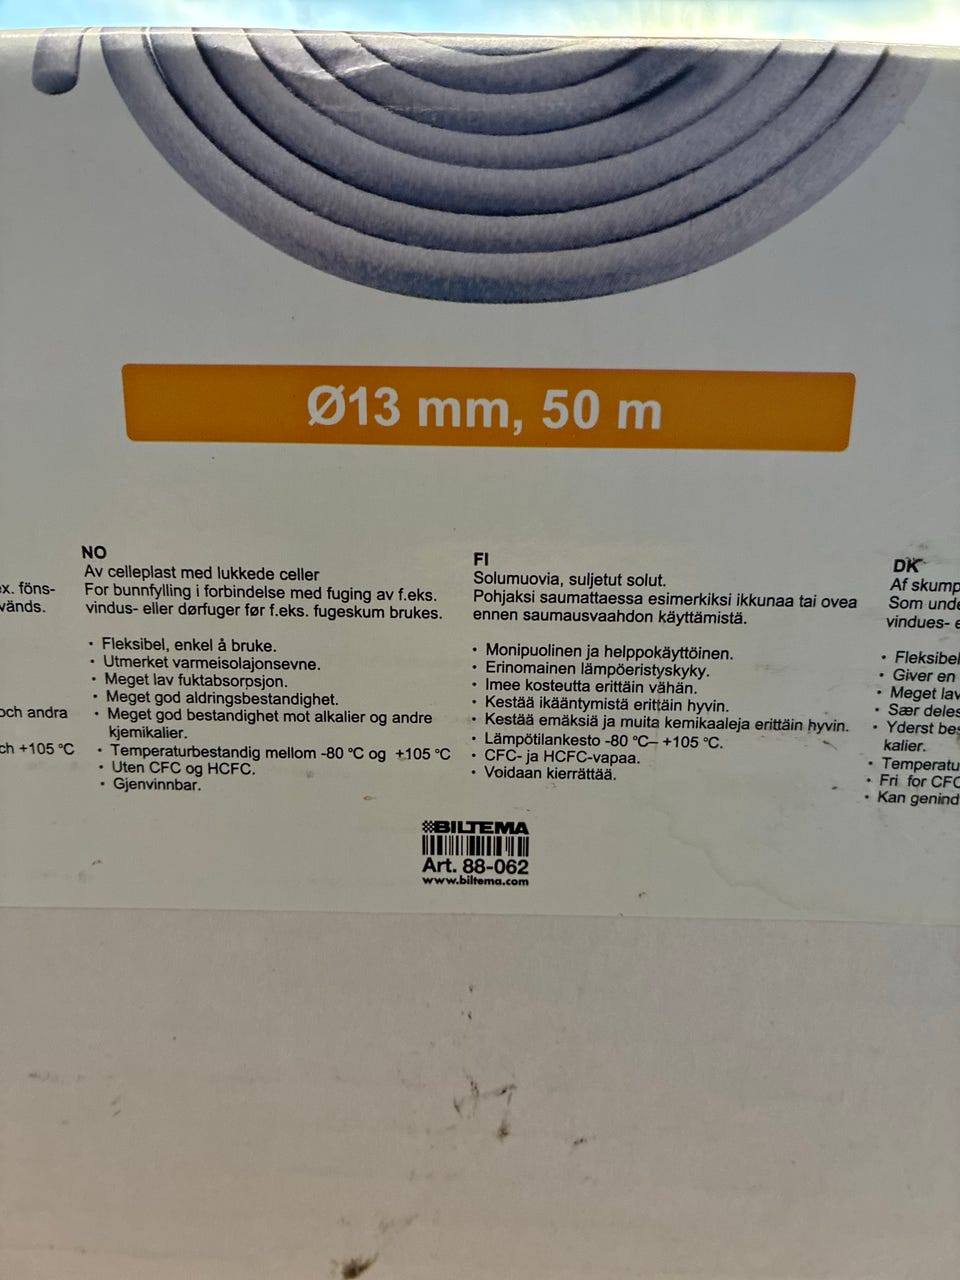 Ø13 mm, 50 m
x. föns-
vänds.
och andra
ch +105 °C
NO
Av celleplast med lukkede celler
For bunnfylling i forbindelse med fuging av f.eks.
vindus- eller dørfuger før f.eks. fugeskum brukes.
• Fleksibel, enkel å bruke.
• Utmerket varmeisolajonsevne.
• Meget lav fuktabsorpsjon.
• Meget god aldringsbestandighet.
• Meget god bestandighet mot alkalier og andre
kjemikalier.
• Temperaturbestandig mellom -80 °C og +105 °C
• Uten CFC og HCFC.
• Gjenvinnbar.
FI
Solumuovia, suljetut solut.
Pohjaksi saumattaessa esimerkiksi ikkunaa tai ovea
ennen saumausvaahdon käyttämistä.
• Monipuolinen ja helppokäyttöinen.
• Erinomainen lämpöeristyskyky.
• Imee kosteutta erittäin vähän.
• Kestää ikääntymistä erittäin hyvin.
• Kestää emäksiä ja muita kemikaaleja erittäin hyvin.
• Lämpötilankesto -80 °C– +105 °C.
• CFC- ja HCFC-vapaa.
• Voidaan kierrättää.
DK
Af skump
Som unde
vindues- e
• Fleksibel
• Giver en
• Meget lav
• Sær deles
• Yderst bes
kalier.
• Temperatu
• Fri for CFC
• Kan genind
BILTEMA
Art. 88-062
www.biltema.com